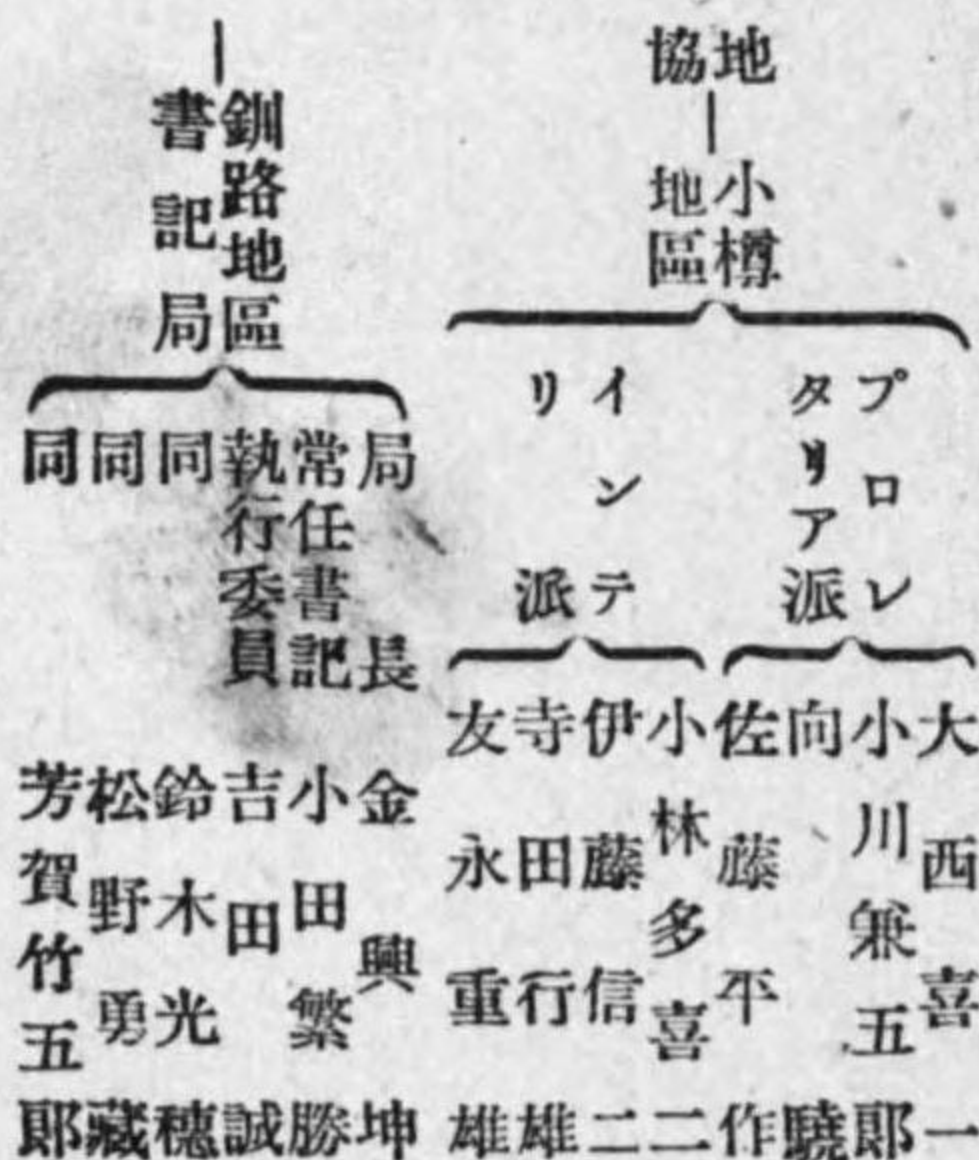 地協
小樽地區
プロレタリア派
大西喜一
小川兼五郎
向驍
佐藤平作
インテリ派
小林多喜二
伊藤信二
寺田行雄
友永重雄
釧路地區書記局
局長 金興坤
常任書記 小田繁勝
執行委員 吉田誠
同 鈴木光穗
同 松野勇藏
同 芳賀竹五郎